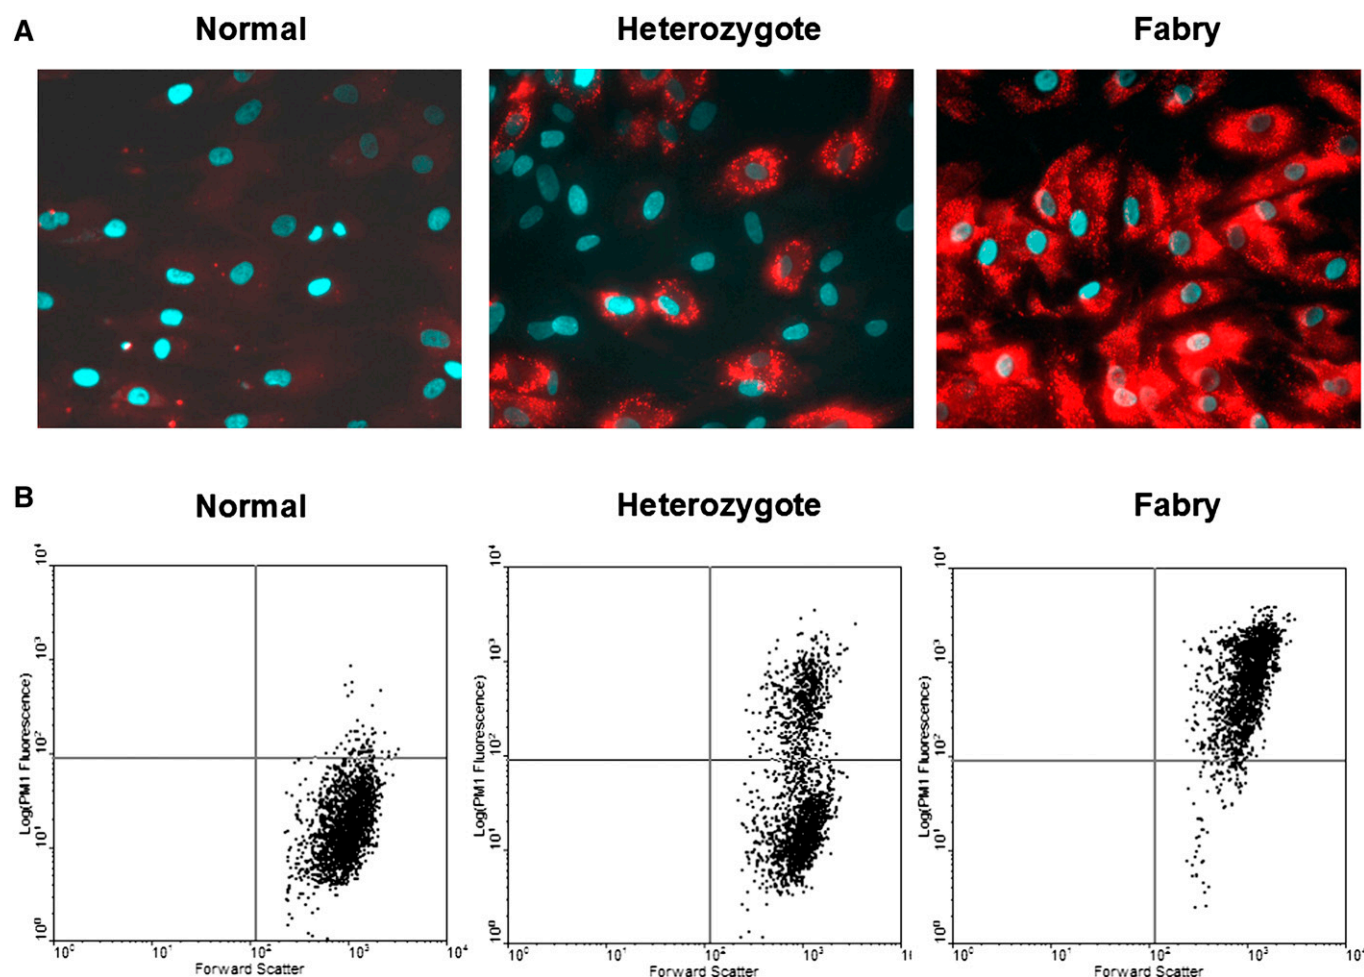 A
Normal Heterozygote Fabry
B
Normal Heterozygote Fabry
Log(PM1 Fluorescence) 10⁴ 10³ 10² 10¹ 10⁰
10⁰ 10¹ 10² 10³ 10⁴
Forward Scatter
Log(PM1 Fluorescence) 10⁴ 10³ 10² 10¹ 10⁰
10⁰ 10¹ 10² 10³
Forward Scatter
Log(PM1 Fluorescence) 10⁴ 10³ 10² 10¹ 10⁰
10⁰ 10¹ 10² 10³ 10⁴
Forward Scatter